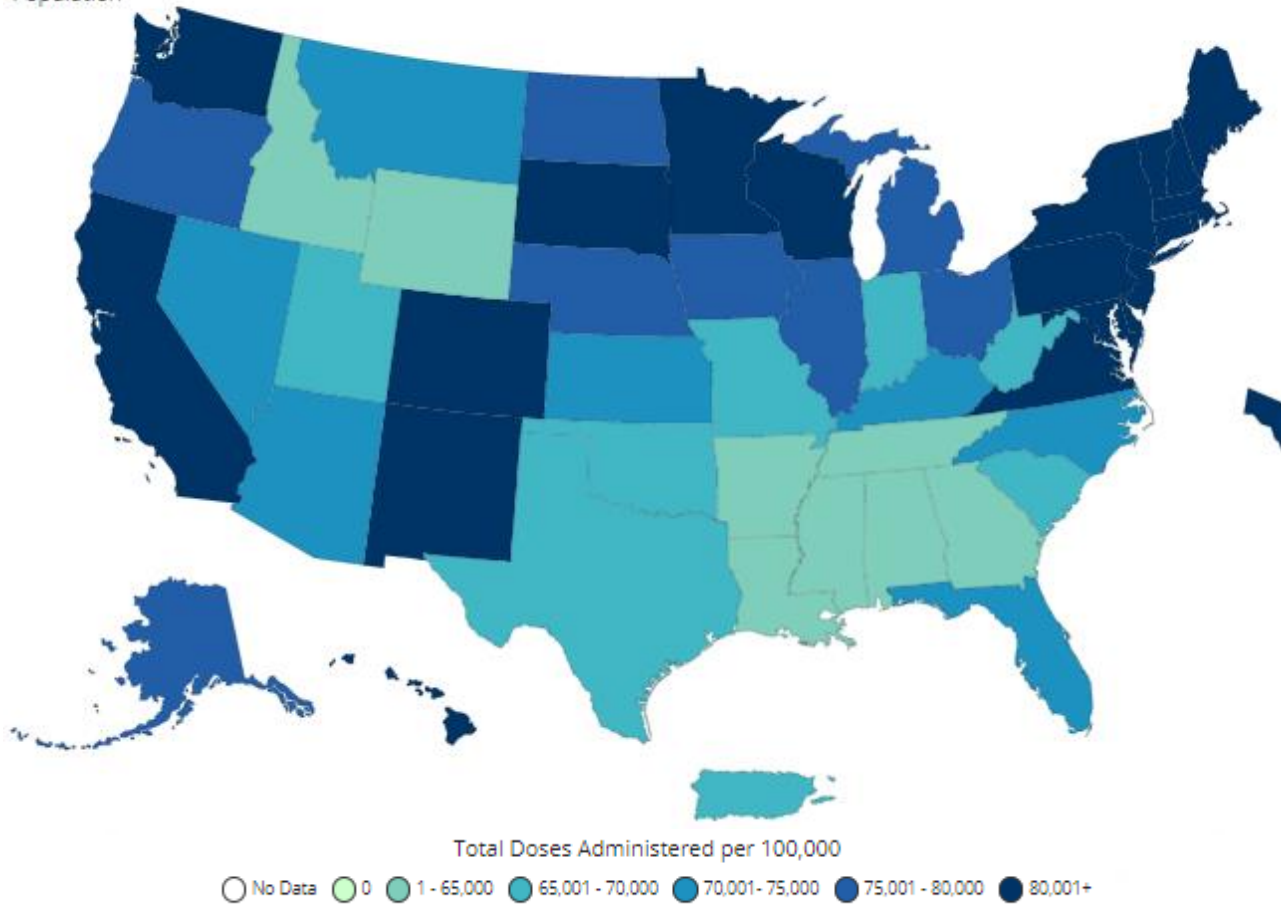 Population
Total Doses Administered per 100,000
No Data 0 1 - 65,000 65,001 - 70,000 70,001- 75,000 75,001 - 80,000 80,001+